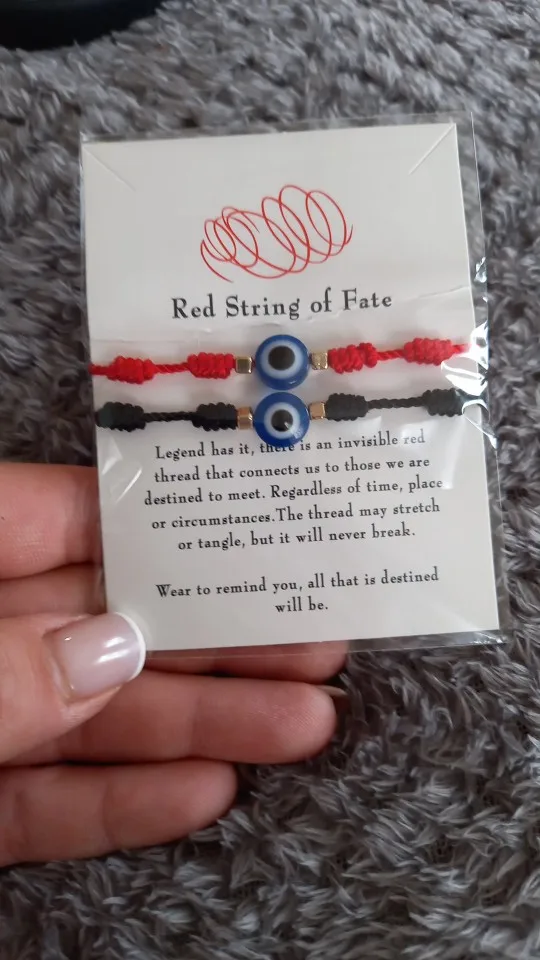 Red String of Fate
Legend has it, there is an invisible red
thread that connects us to those we are
destined to meet. Regardless of time, place
or circumstances.The thread may stretch
or tangle, but it will never break.
Wear to remind you, all that is destined
will be.